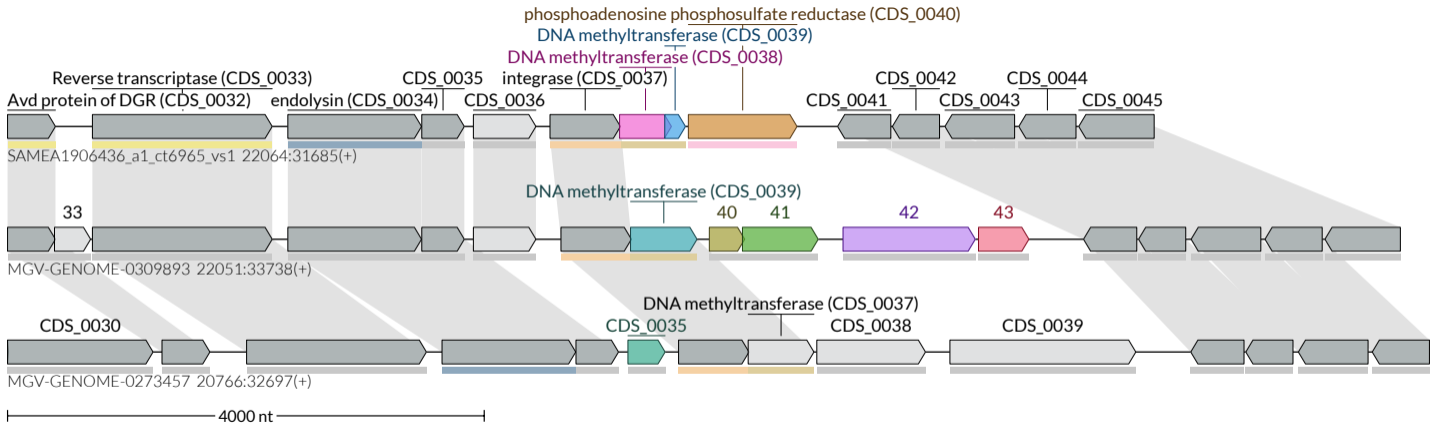 phosphoadenosine phosphosulfate reductase (CDS_0040)
DNA methyltransferase (CDS_0039)
DNA methyltransferase (CDS_0038)
Reverse transcriptase (CDS_0033) CDS_0035 integrase (CDS_0037) CDS_0042 CDS_0044
Avd protein of DGR (CDS_0032) endolysin (CDS_0034) CDS_0036 CDS_0041 CDS_0043 CDS_0045
SAMEA1906436_a1_ct6965_vs1 22064:31685(+)
DNA methyltransferase (CDS_0039)
33 40 41 42 43
MGV-GENOME-0309893 22051:33738(+)
DNA methyltransferase (CDS_0037)
CDS_0030 CDS_0035 CDS_0038 CDS_0039
MGV-GENOME-0273457 20766:32697(+)
4000 nt